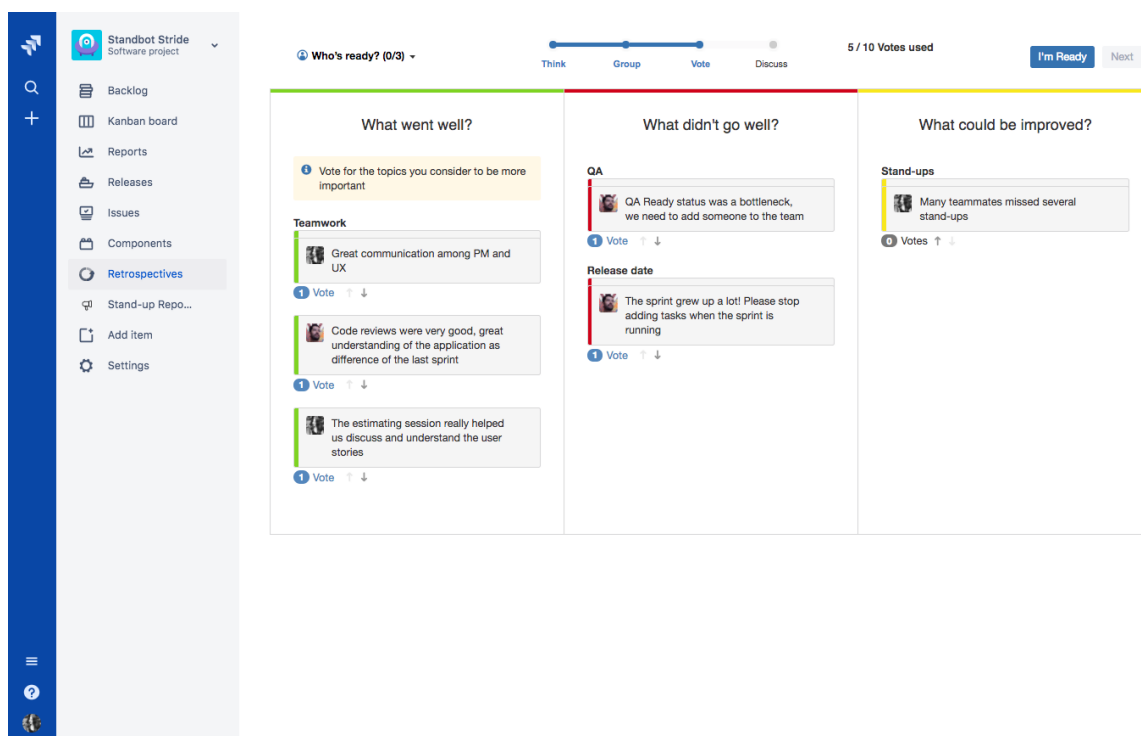 Standbot Stride
Software project
Backlog
Kanban board
Reports
Releases
Issues
Components
Retrospectives
Stand-up Repo...
Add item
Settings
Who's ready? (0/3)
Think
Group
Vote
Discuss
5 / 10 Votes used
I'm Ready
Next
What went well?
Vote for the topics you consider to be more
important
Teamwork
Great communication among PM and
UX
1 Vote
Code reviews were very good, great
understanding of the application as
difference of the last sprint
1 Vote
The estimating session really helped
us discuss and understand the user
stories
1 Vote
What didn't go well?
QA
QA Ready status was a bottleneck,
we need to add someone to the team
1 Vote
Release date
The sprint grew up a lot! Please stop
adding tasks when the sprint is
running
1 Vote
What could be improved?
Stand-ups
Many teammates missed several
stand-ups
0 Votes